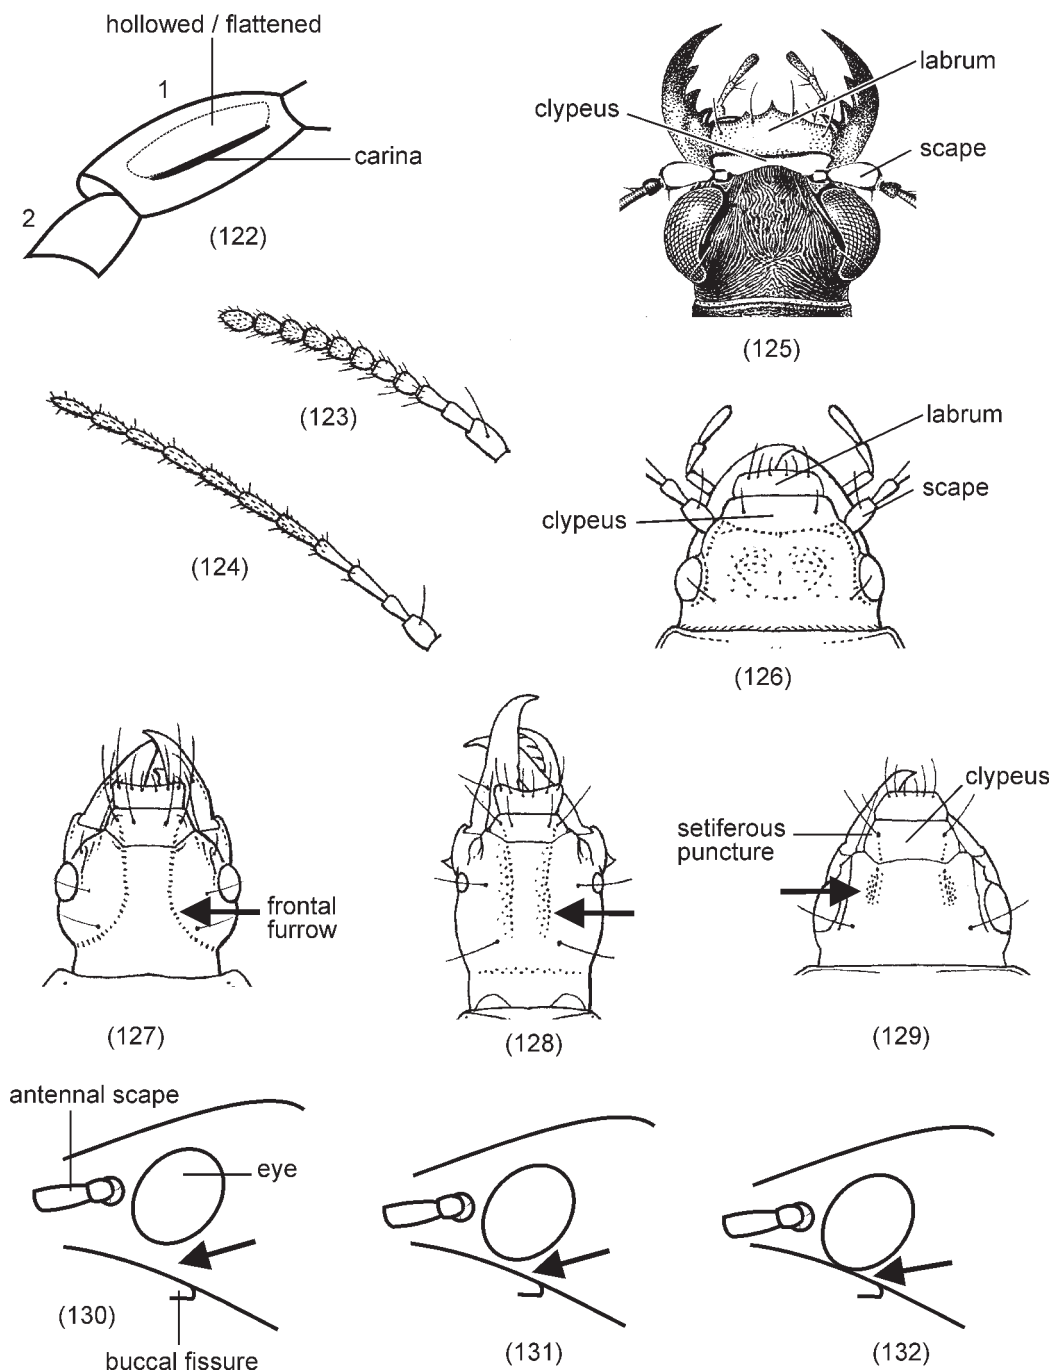 hollowed / flattened
1
carina
2
(122)
labrum
clypeus
scape
(125)
(123)
(124)
labrum
scape
clypeus
(126)
frontal
furrow
(127)
(128)
clypeus
setiferous
puncture
(129)
antennal scape
eye
(130)
buccal fissure
(131)
(132)